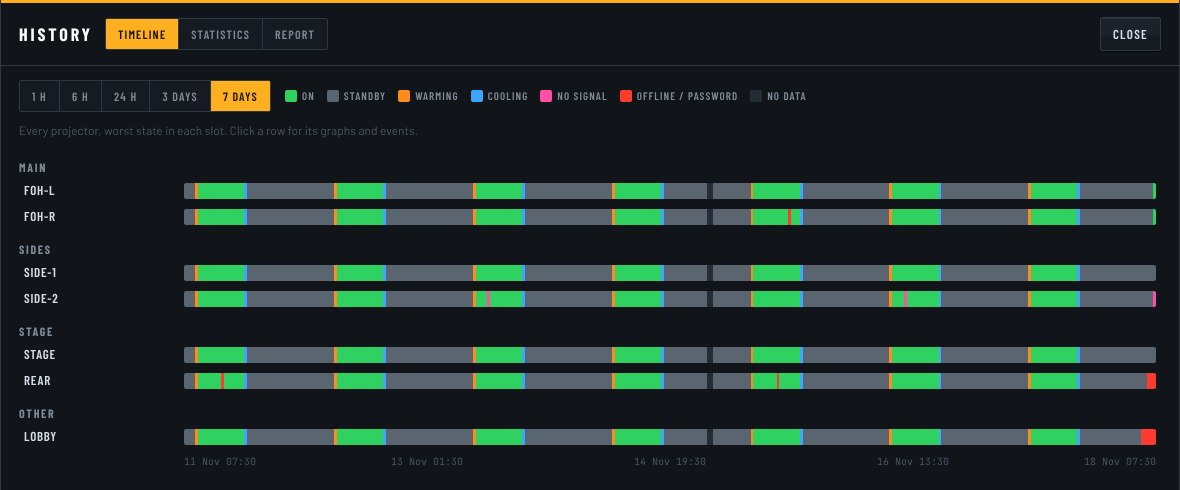 HISTORY TIMELINE STATISTICS REPORT CLOSE
1 H 6 H 24 H 3 DAYS 7 DAYS ON STANDBY WARMING COOLING NO SIGNAL OFFLINE / PASSWORD NO DATA
Every projector, worst state in each slot. Click a row for its graphs and events.
MAIN
FOH-L
FOH-R
SIDES
SIDE-1
SIDE-2
STAGE
STAGE
REAR
OTHER
LOBBY
11 Nov 07:30 13 Nov 01:30 14 Nov 19:30 16 Nov 13:30 18 Nov 07:30